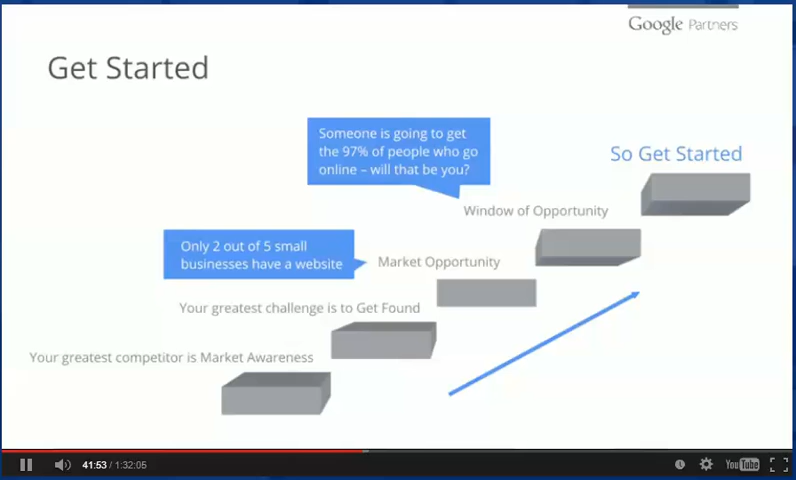 Google Partners
Get Started
Someone is going to get
the 97% of people who go
online – will that be you?
So Get Started
Window of Opportunity
Only 2 out of 5 small
businesses have a website
Market Opportunity
Your greatest challenge is to Get Found
Your greatest competitor is Market Awareness
41:53 / 1:32:05
YouTube